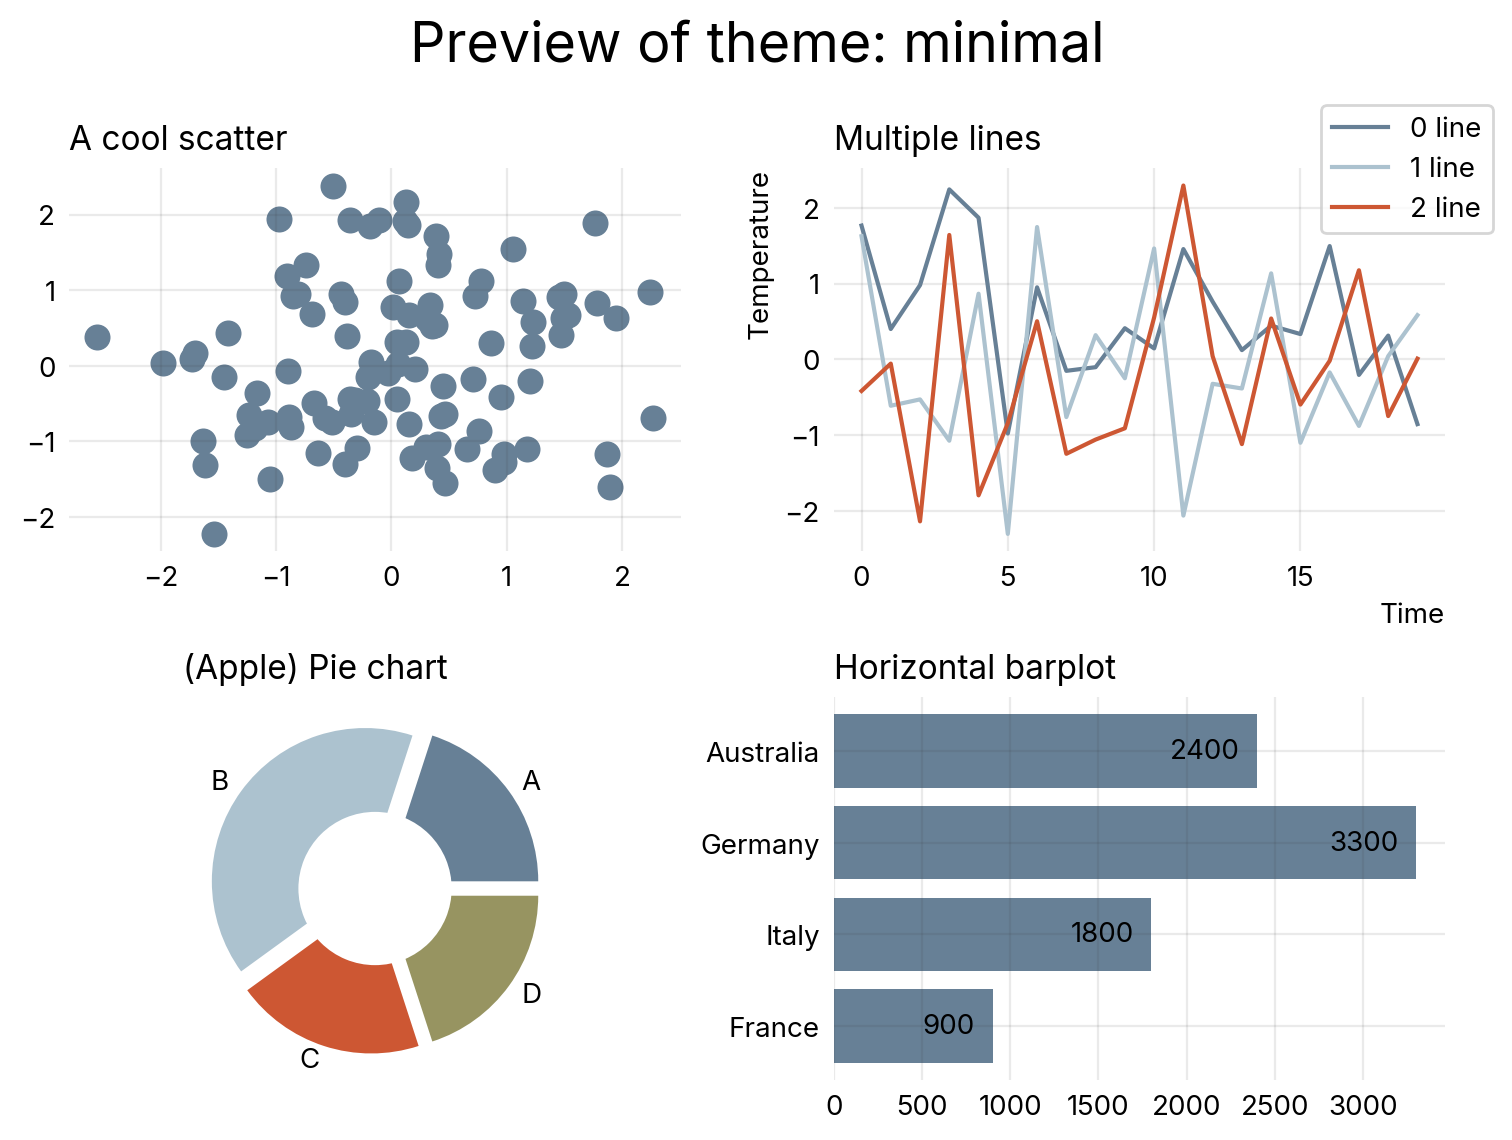 Preview of theme: minimal
A cool scatter
2
1
0
−1
−2
−2 −1 0 1 2
Multiple lines
0 line
1 line
2 line
Temperature
2
1
0
−1
−2
0 5 10 15
Time
(Apple) Pie chart
B
A
D
C
Horizontal barplot
Australia 2400
Germany 3300
Italy 1800
France 900
0 500 1000 1500 2000 2500 3000